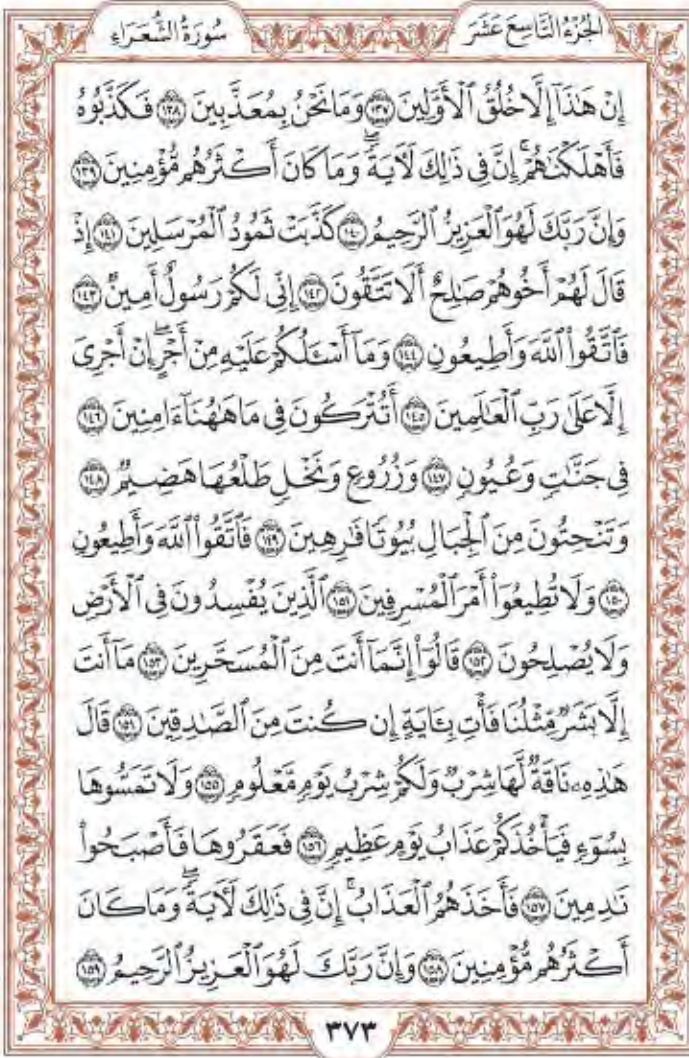 سُورَةُ الشُّعَرَاءِ
الجُزْءُ التَّاسِعَ عَشَرَ
إِنْ هَٰذَآ إِلَّا خُلُقُ ٱلْأَوَّلِينَ ١٣٧ وَمَا نَحْنُ بِمُعَذَّبِينَ ١٣٨ فَكَذَّبُوهُ
فَأَهْلَكْنَٰهُمْ ۚ إِنَّ فِى ذَٰلِكَ لَءَايَةً ۖ وَمَا كَانَ أَكْثَرُهُم مُّؤْمِنِينَ ١٣٩
وَإِنَّ رَبَّكَ لَهُوَ ٱلْعَزِيزُ ٱلرَّحِيمُ ١٤٠ كَذَّبَتْ ثَمُودُ ٱلْمُرْسَلِينَ ١٤١ إِذْ
قَالَ لَهُمْ أَخُوهُمْ صَٰلِحٌ أَلَا تَتَّقُونَ ١٤٢ إِنِّى لَكُمْ رَسُولٌ أَمِينٌ ١٤٣
فَٱتَّقُوا۟ ٱللَّهَ وَأَطِيعُونِ ١٤٤ وَمَآ أَسْـَٔلُكُمْ عَلَيْهِ مِنْ أَجْرٍ ۖ إِنْ أَجْرِىَ
إِلَّا عَلَىٰ رَبِّ ٱلْعَٰلَمِينَ ١٤٥ أَتُتْرَكُونَ فِى مَا هَٰهُنَآ ءَامِنِينَ ١٤٦
فِى جَنَّٰتٍ وَعُيُونٍ ١٤٧ وَزُرُوعٍ وَنَخْلٍ طَلْعُهَا هَضِيمٌ ١٤٨
وَتَنْحِتُونَ مِنَ ٱلْجِبَالِ بُيُوتًا فَٰرِهِينَ ١٤٩ فَٱتَّقُوا۟ ٱللَّهَ وَأَطِيعُونِ
١٥٠ وَلَا تُطِيعُوٓا۟ أَمْرَ ٱلْمُسْرِفِينَ ١٥١ ٱلَّذِينَ يُفْسِدُونَ فِى ٱلْأَرْضِ
وَلَا يُصْلِحُونَ ١٥٢ قَالُوٓا۟ إِنَّمَآ أَنتَ مِنَ ٱلْمُسَحَّرِينَ ١٥٣ مَآ أَنتَ
إِلَّا بَشَرٌ مِّثْلُنَا فَأْتِ بِـَٔايَةٍ إِن كُنتَ مِنَ ٱلصَّٰدِقِينَ ١٥٤ قَالَ
هَٰذِهِۦ نَاقَةٌ لَّهَا شِرْبٌ وَلَكُمْ شِرْبُ يَوْمٍ مَّعْلُومٍ ١٥٥ وَلَا تَمَسُّوهَا
بِسُوٓءٍ فَيَأْخُذَكُمْ عَذَابُ يَوْمٍ عَظِيمٍ ١٥٦ فَعَقَرُوهَا فَأَصْبَحُوا۟
نَٰدِمِينَ ١٥٧ فَأَخَذَهُمُ ٱلْعَذَابُ ۗ إِنَّ فِى ذَٰلِكَ لَءَايَةً ۖ وَمَا كَانَ
أَكْثَرُهُم مُّؤْمِنِينَ ١٥٨ وَإِنَّ رَبَّكَ لَهُوَ ٱلْعَزِيزُ ٱلرَّحِيمُ ١٥٩
٣٧٣